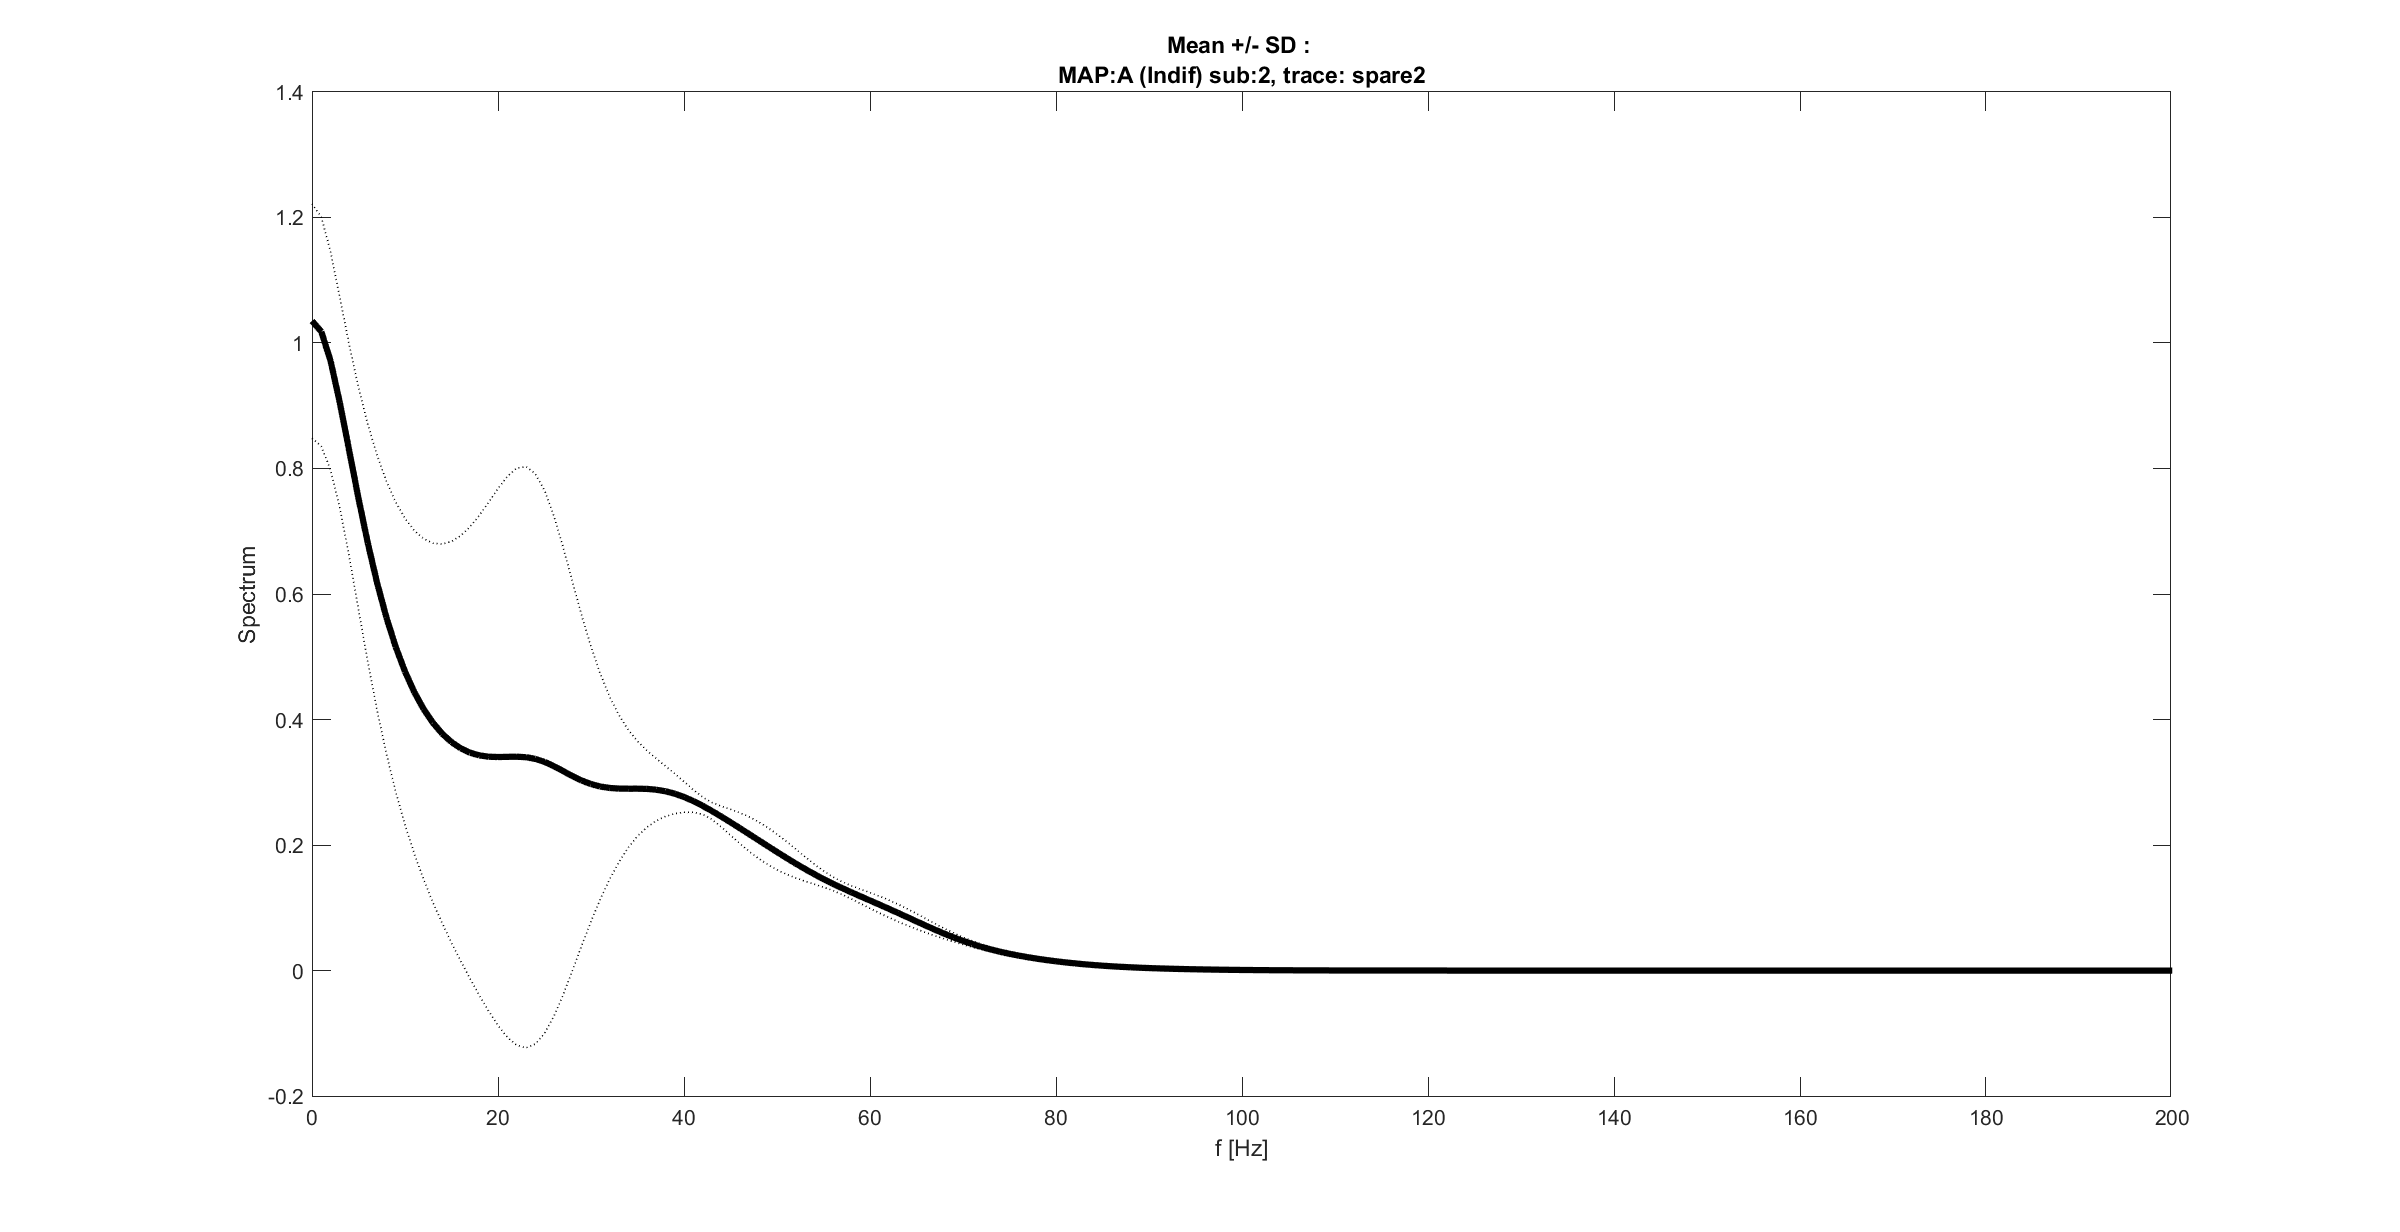 Mean +/- SD :
MAP:A (Indif) sub:2, trace: spare2
1.4
1.2
1
0.8
0.6
0.4
0.2
0
-0.2
Spectrum
0 20 40 60 80 100 120 140 160 180 200
f [Hz]